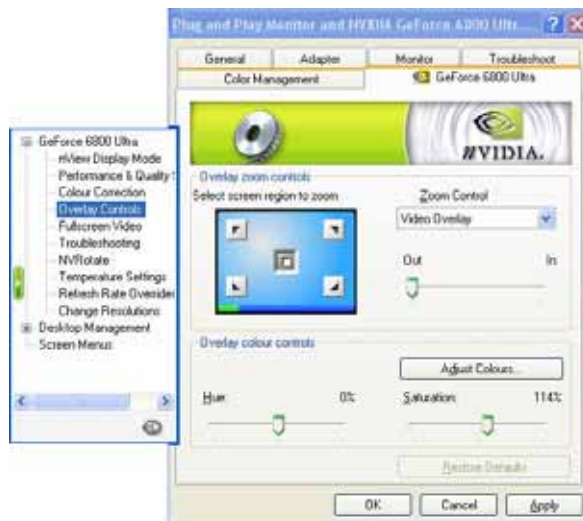 Plug and Play Monitor and NVIDIA GeForce 6800 Ultr...
General Adapter Monitor Troubleshoot
Color Management GeForce 6800 Ultra
NVIDIA.
GeForce 6800 Ultra
nView Display Mode
Performance & Quality S
Colour Correction
Overlay Controls
Fullscreen Video
Troubleshooting
NVRotate
Temperature Settings
Refresh Rate Overrides
Change Resolutions
Desktop Management
Screen Menus
Overlay zoom controls
Select screen region to zoom
Zoom Control
Video Overlay
Out In
Overlay colour controls
Adjust Colours...
Hue: 0% Saturation: 114%
Restore Defaults
OK Cancel Apply